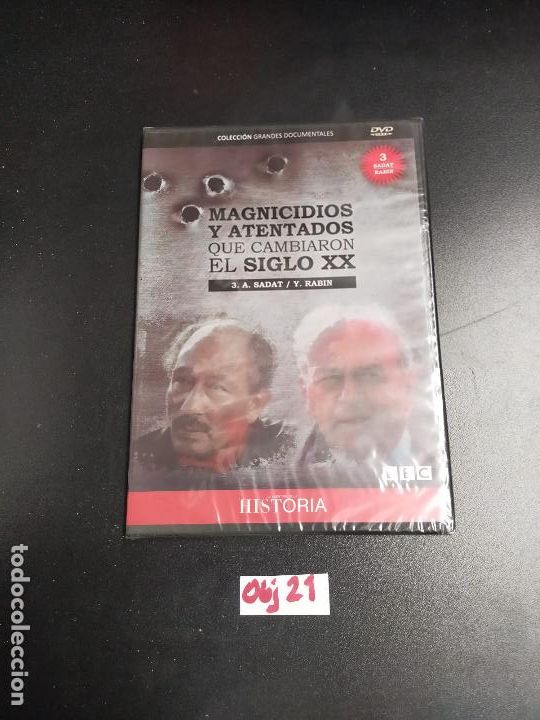 COLECCIÓN GRANDES DOCUMENTALES
DVD
3
SADAT
RABIN
MAGNICIDIOS
Y ATENTADOS
QUE CAMBIARON
EL SIGLO XX
3. A. SADAT / Y. RABIN
LEC
HISTORIA
Obj 21
todocoleccion